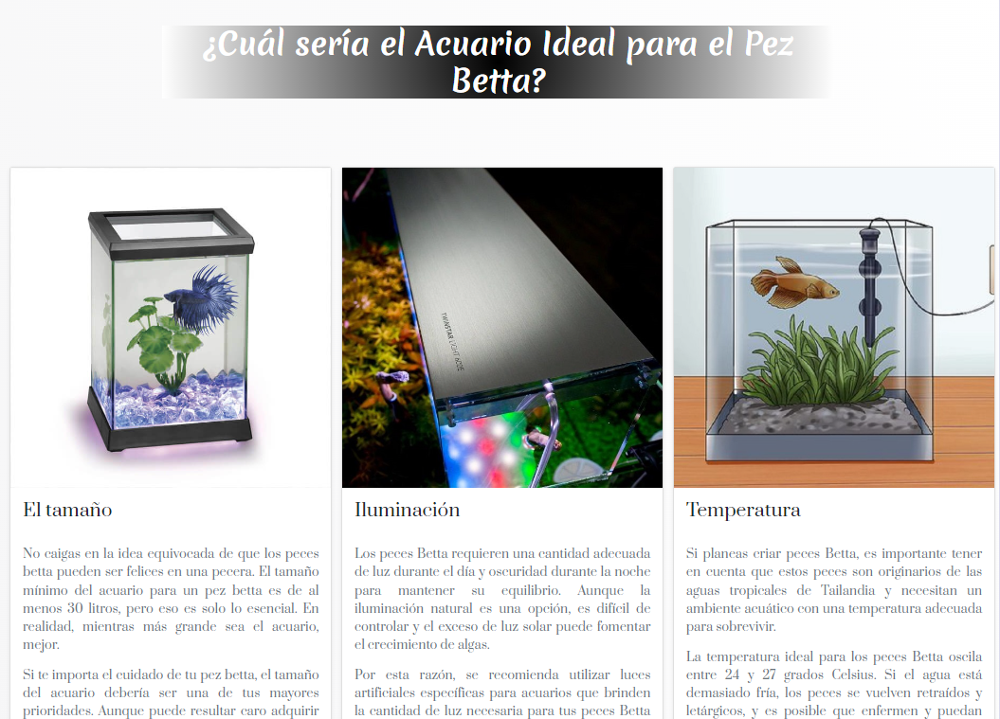 ¿Cuál sería el Acuario Ideal para el Pez
Betta?
TWINSTAR LIGHT 600E
El tamaño
No caigas en la idea equivocada de que los peces
betta pueden ser felices en una pecera. El tamaño
mínimo del acuario para un pez betta es de al
menos 30 litros, pero eso es solo lo esencial. En
realidad, mientras más grande sea el acuario,
mejor.
Si te importa el cuidado de tu pez betta, el tamaño
del acuario debería ser una de tus mayores
prioridades. Aunque puede resultar caro adquirir
Iluminación
Los peces Betta requieren una cantidad adecuada
de luz durante el día y oscuridad durante la noche
para mantener su equilibrio. Aunque la
iluminación natural es una opción, es difícil de
controlar y el exceso de luz solar puede fomentar
el crecimiento de algas.
Por esta razón, se recomienda utilizar luces
artificiales específicas para acuarios que brinden
la cantidad de luz necesaria para tus peces Betta
Temperatura
Si planeas criar peces Betta, es importante tener
en cuenta que estos peces son originarios de las
aguas tropicales de Tailandia y necesitan un
ambiente acuático con una temperatura adecuada
para sobrevivir.
La temperatura ideal para los peces Betta oscila
entre 24 y 27 grados Celsius. Si el agua está
demasiado fría, los peces se vuelven retraídos y
letárgicos, y es posible que enfermen y puedan